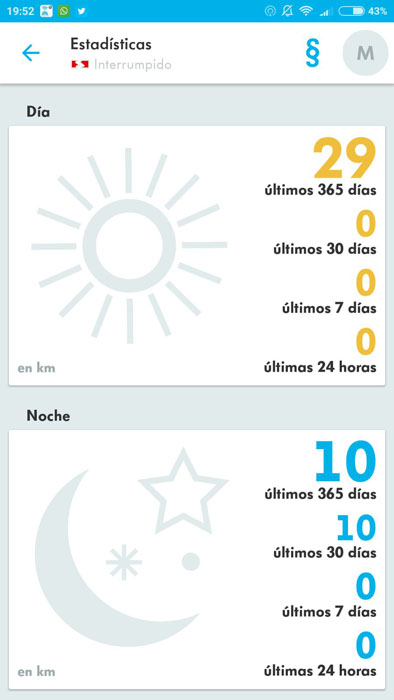 19:52
43%
Estadísticas
Interrumpido
§
M
Día
29
últimos 365 días
0
últimos 30 días
0
últimos 7 días
0
últimas 24 horas
en km
Noche
10
últimos 365 días
10
últimos 30 días
0
últimos 7 días
0
últimas 24 horas
en km